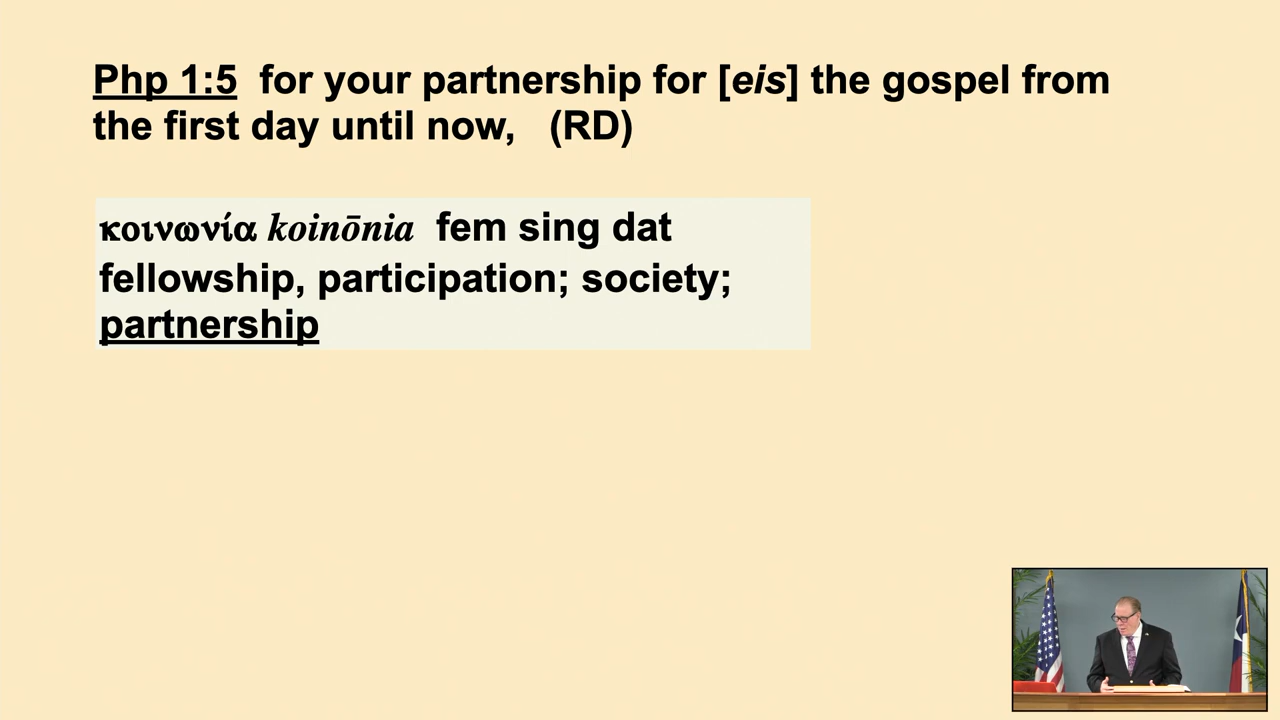 Php 1:5  for your partnership for [eis] the gospel from
the first day until now,   (RD)
κοινωνία koinōnia  fem sing dat
fellowship, participation; society;
partnership